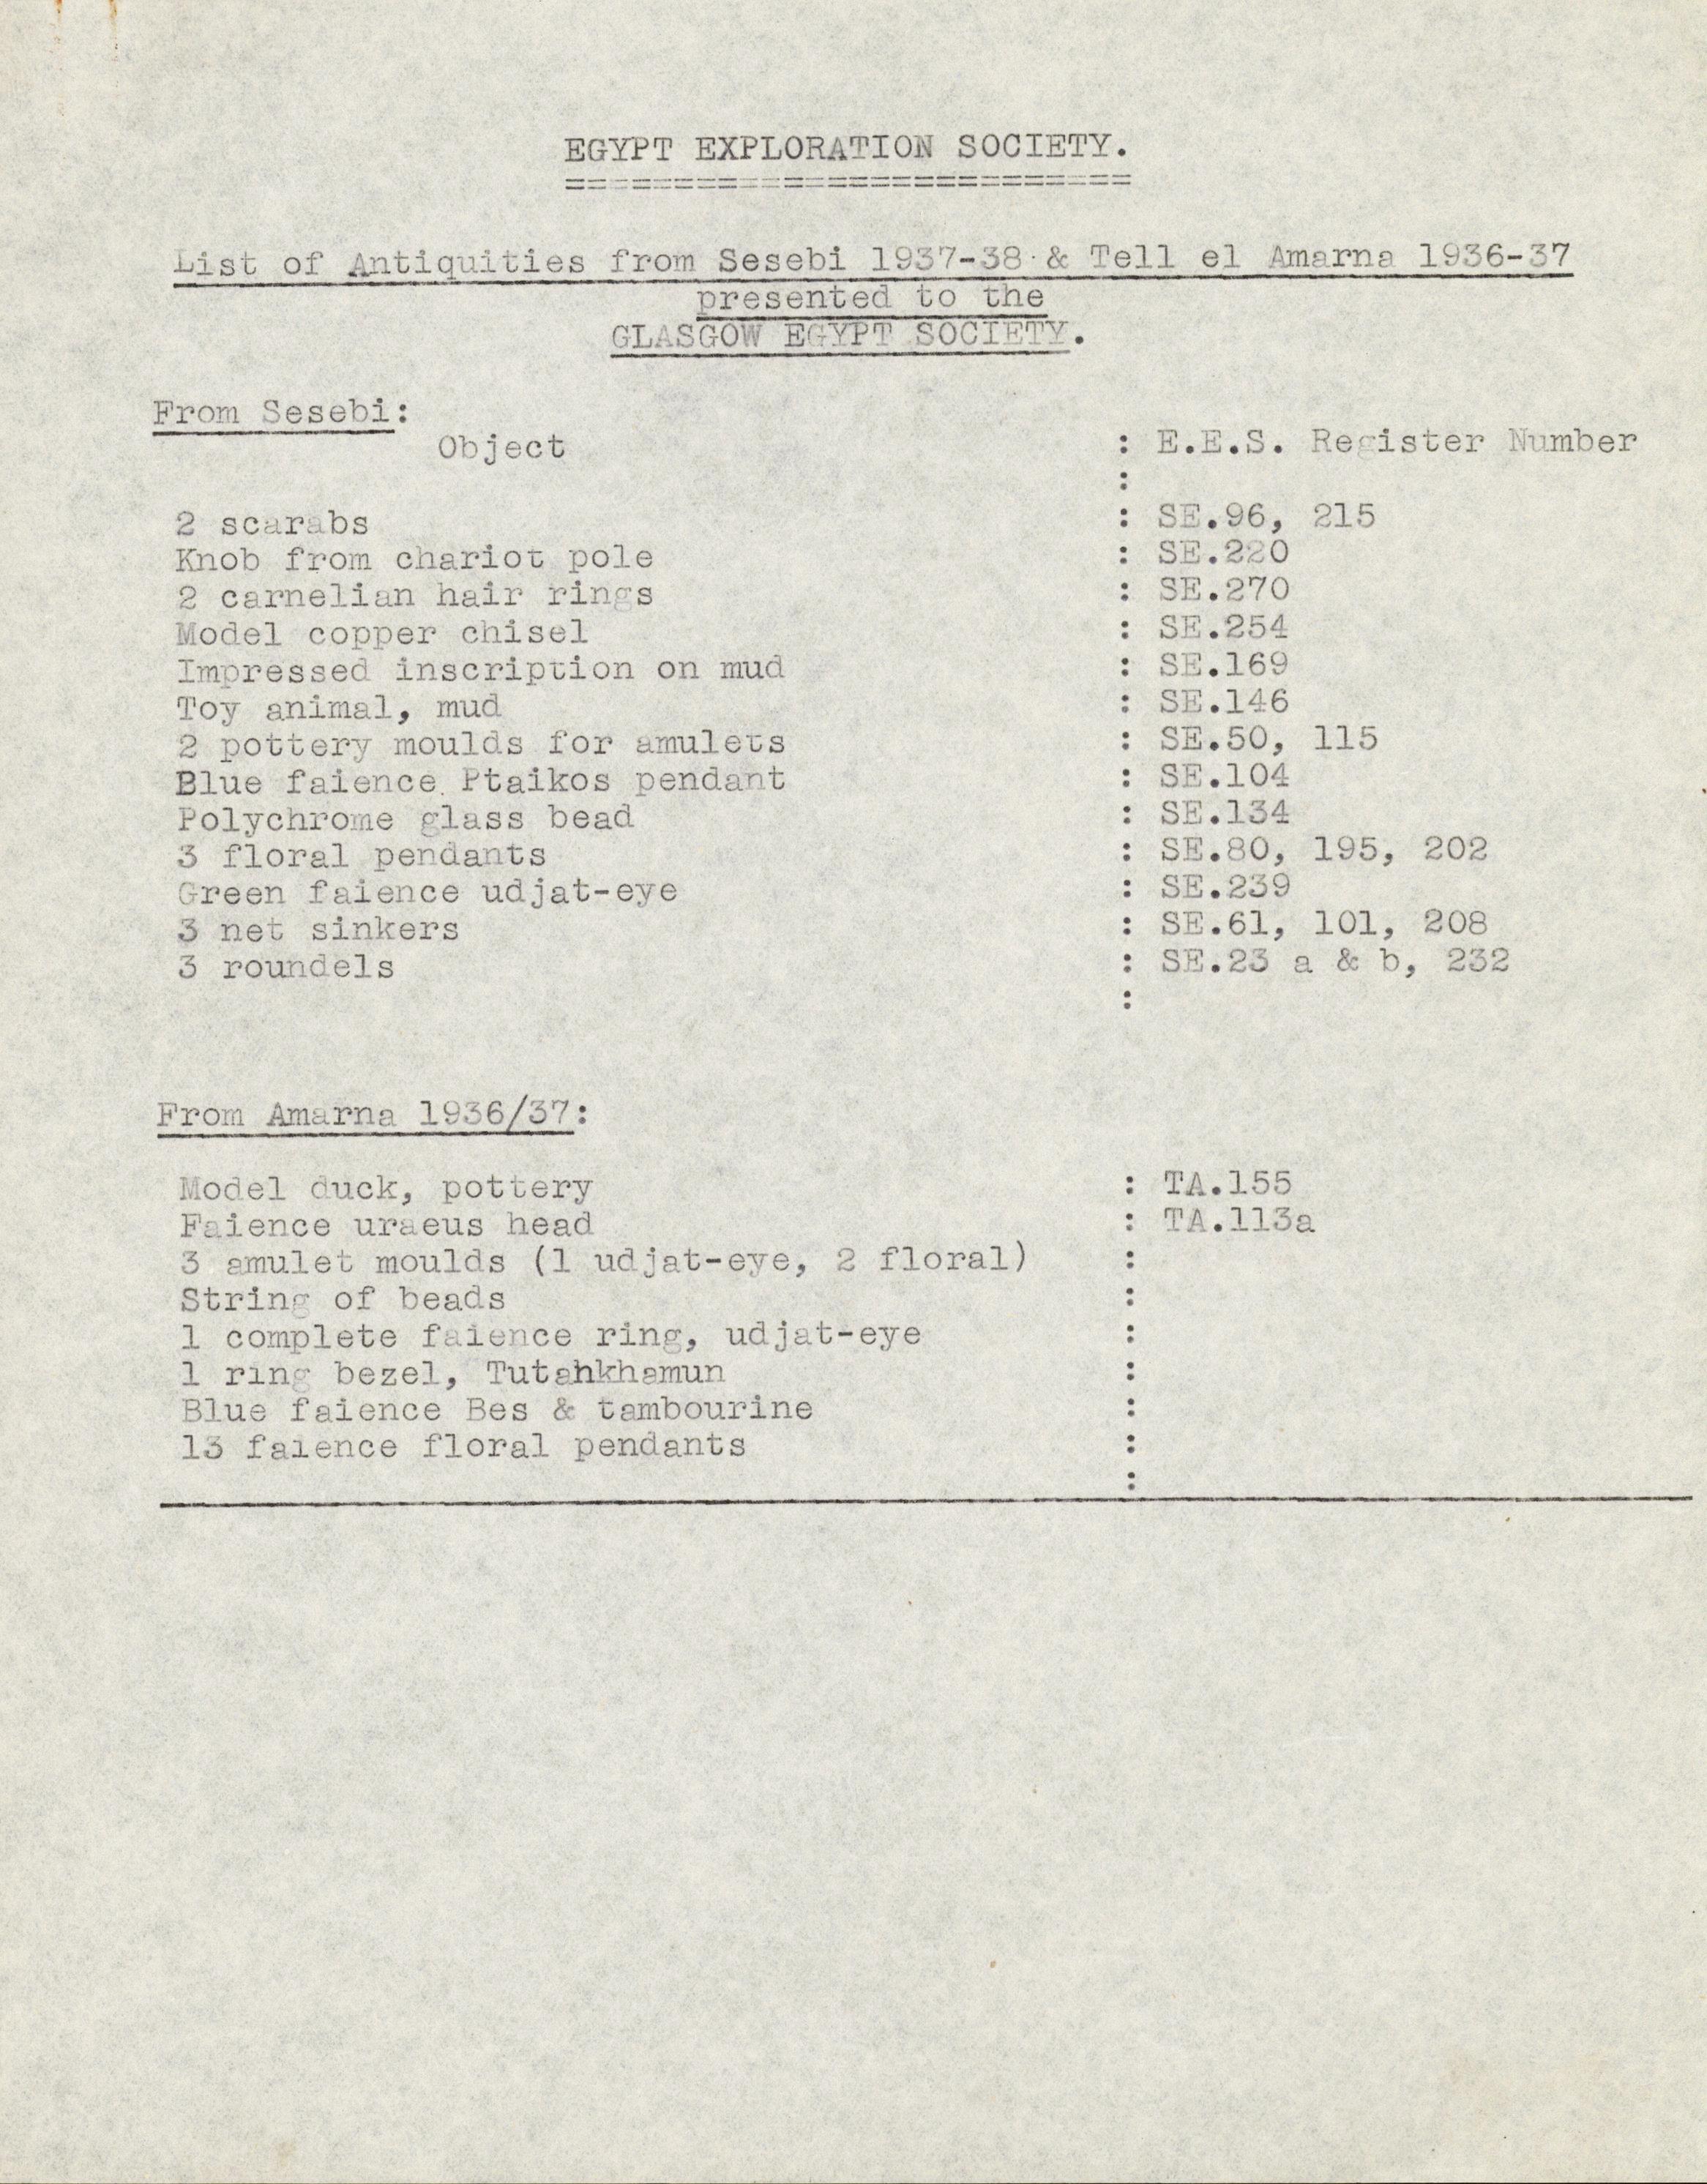 EGYPT EXPLORATION SOCIETY.
==========================
List of Antiquities from Sesebi 1937-38 & Tell el Amarna 1936-37
presented to the
GLASGOW EGYPT SOCIETY.
From Sesebi:
Object : E.E.S. Register Number
:
2 scarabs : SE.96, 215
Knob from chariot pole : SE.220
2 carnelian hair rings : SE.270
Model copper chisel : SE.254
Impressed inscription on mud : SE.169
Toy animal, mud : SE.146
2 pottery moulds for amulets : SE.50, 115
Blue faience Ptaikos pendant : SE.104
Polychrome glass bead : SE.134
3 floral pendants : SE.80, 195, 202
Green faience udjat-eye : SE.239
3 net sinkers : SE.61, 101, 208
3 roundels : SE.23 a & b, 232
:
From Amarna 1936/37:
Model duck, pottery : TA.155
Faience uraeus head : TA.113a
3 amulet moulds (1 udjat-eye, 2 floral) :
String of beads :
1 complete faience ring, udjat-eye :
1 ring bezel, Tutahkhamun :
Blue faience Bes & tambourine :
13 faience floral pendants :
: